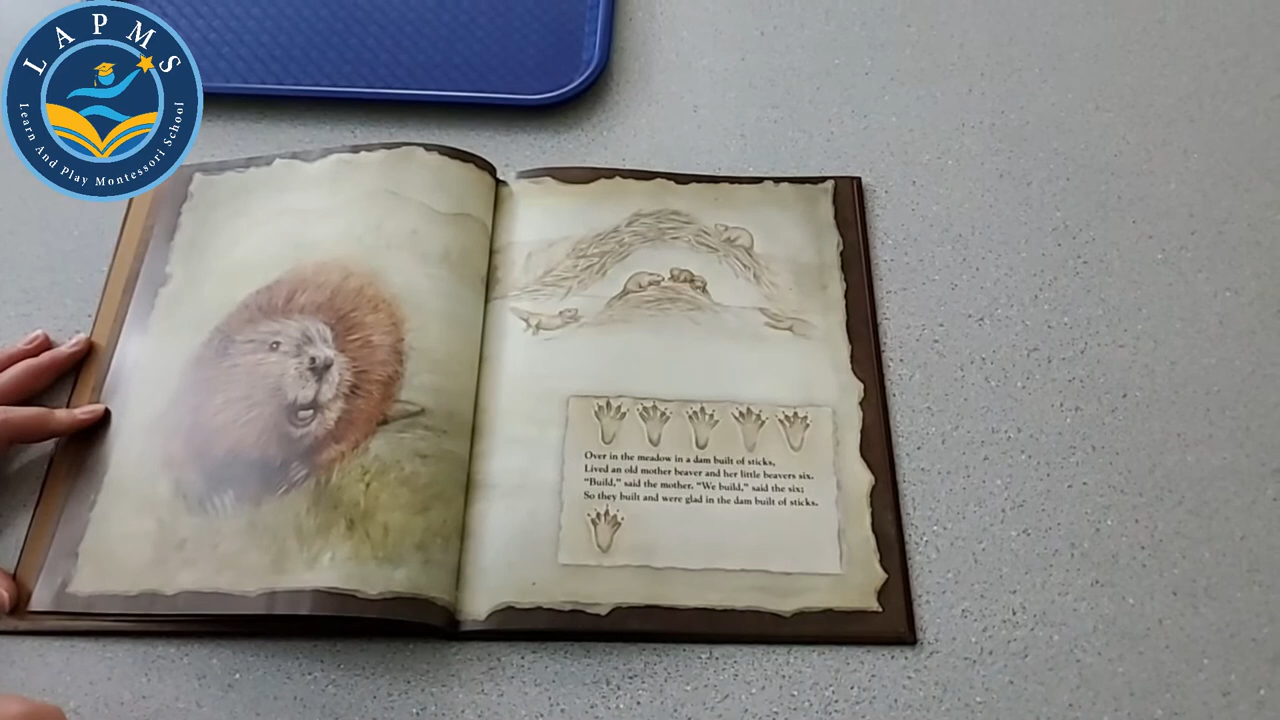 LAPMS
Learn And Play Montessori School
Over in the meadow in a dam built of sticks,
Lived an old mother beaver and her little beavers six.
“Build,” said the mother. “We build,” said the six;
So they built and were glad in the dam built of sticks.